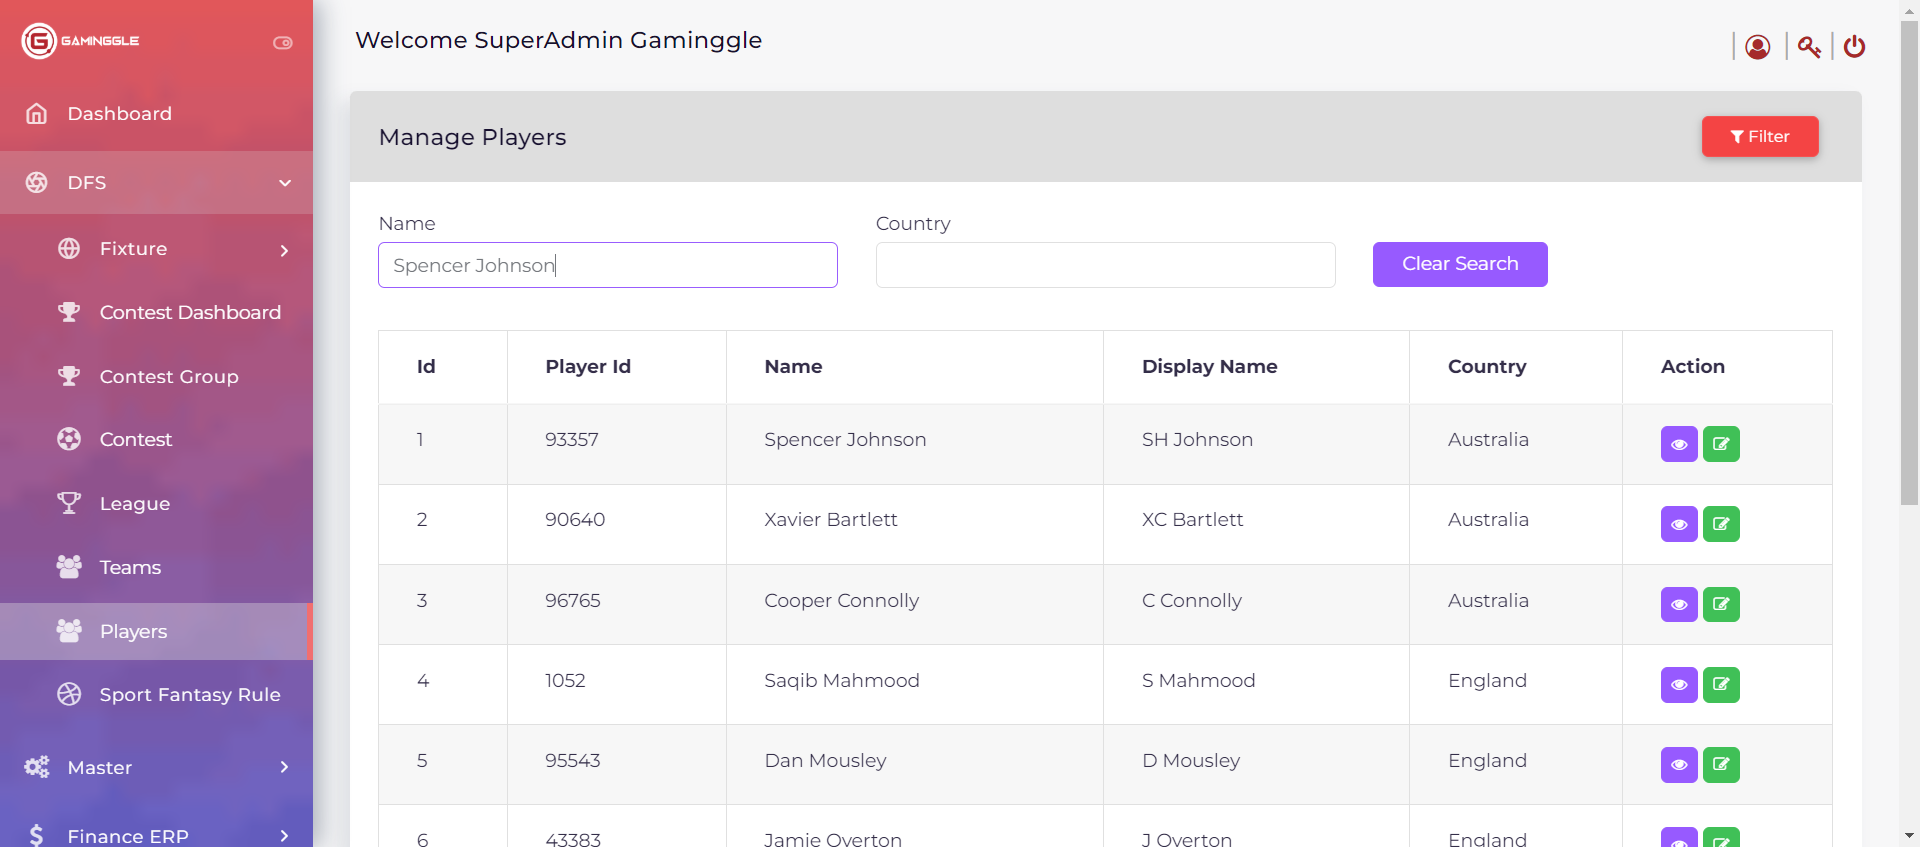 GAMINGGLE
Welcome SuperAdmin Gaminggle
Dashboard
DFS
Fixture
Contest Dashboard
Contest Group
Contest
League
Teams
Players
Sport Fantasy Rule
Master
Finance ERP
Manage Players
Filter
Name
Country
Spencer Johnson
Clear Search
Id Player Id Name Display Name Country Action
1 93357 Spencer Johnson SH Johnson Australia
2 90640 Xavier Bartlett XC Bartlett Australia
3 96765 Cooper Connolly C Connolly Australia
4 1052 Saqib Mahmood S Mahmood England
5 95543 Dan Mousley D Mousley England
6 43383 Jamie Overton J Overton England